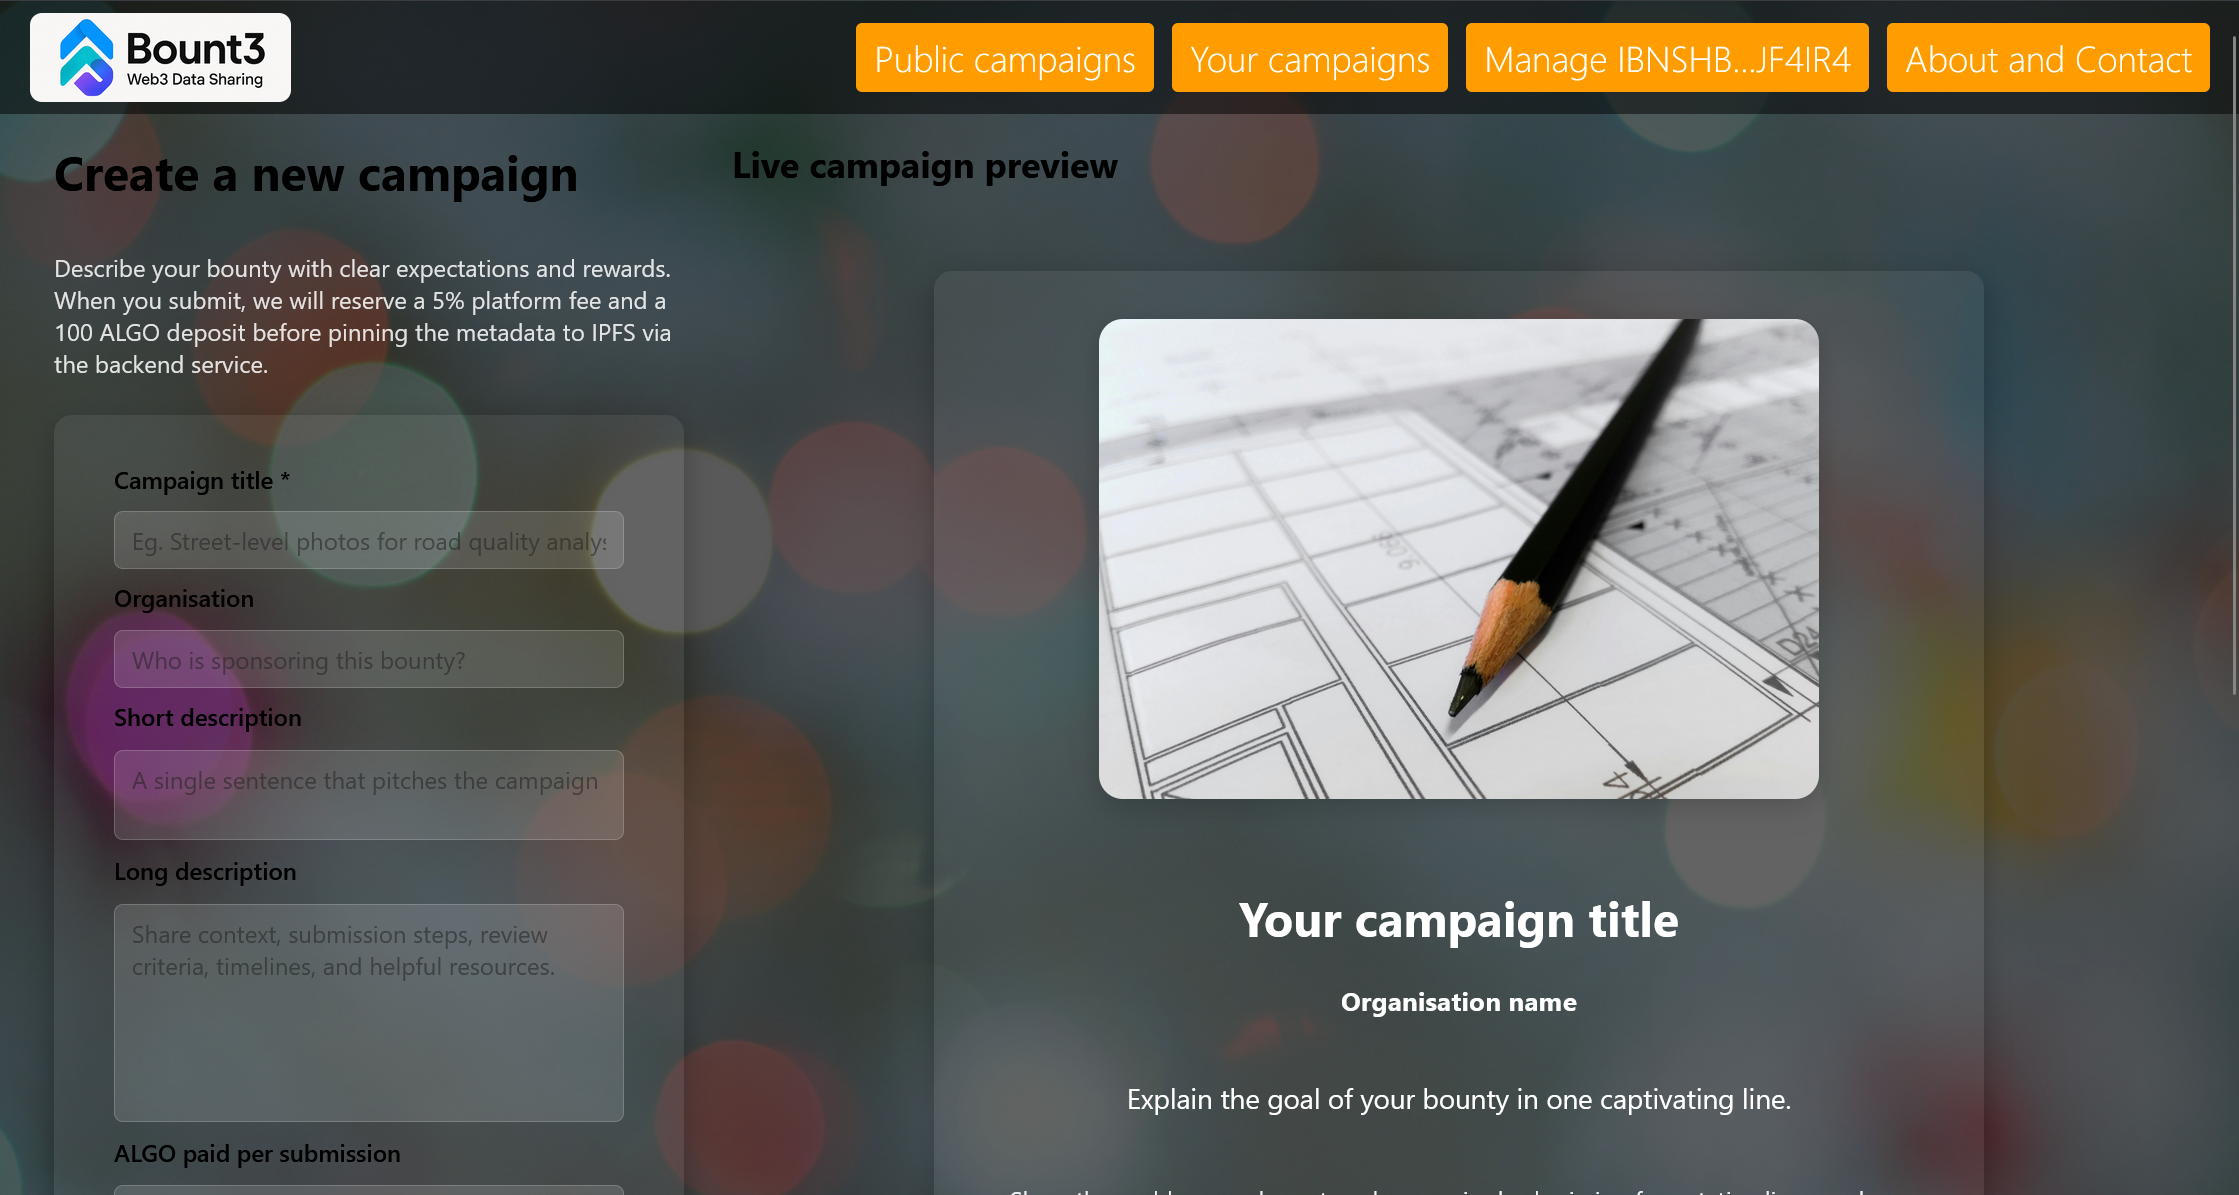 Bount3
Web3 Data Sharing
Public campaigns
Your campaigns
Manage IBNSHB...JF4IR4
About and Contact
Create a new campaign
Describe your bounty with clear expectations and rewards.
When you submit, we will reserve a 5% platform fee and a
100 ALGO deposit before pinning the metadata to IPFS via
the backend service.
Campaign title *
Eg. Street-level photos for road quality
Organisation
Who is sponsoring this bounty?
Short description
A single sentence that pitches the campaign
Long description
Share context, submission steps, review
criteria, timelines, and helpful resources.
ALGO paid per submission
Live campaign preview
Your campaign title
Organisation name
Explain the goal of your bounty in one captivating line.